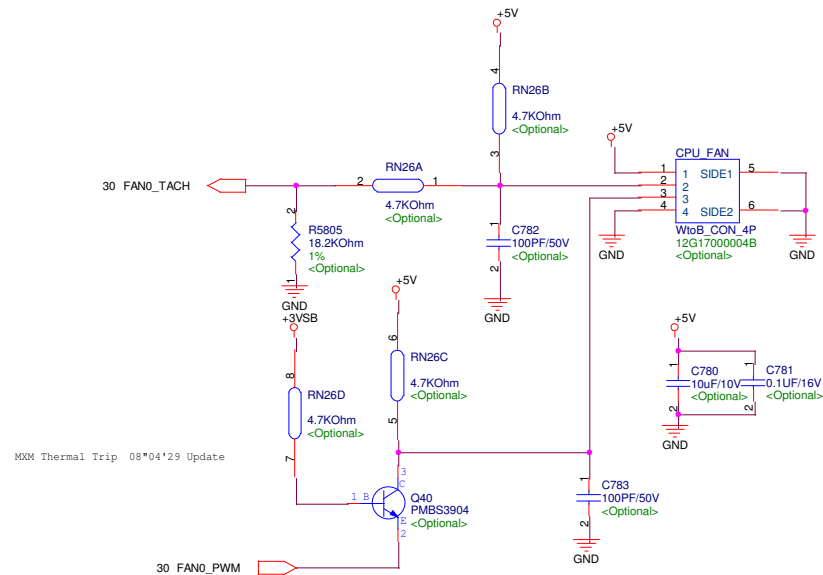 +5V
4
RN26B
4.7KOhm
<Optional>
3
+5V
CPU_FAN
1 1 SIDE1 5
2 2
3 3
4 4 SIDE2 6
WtoB_CON_4P
12G17000004B
<Optional>
GND
GND
30 FAN0_TACH
RN26A
2 1
4.7KOhm
<Optional>
2
R5805
18.2KOhm
1%
<Optional>
1
GND
1
C782
100PF/50V
<Optional>
2
GND
+3VSB
8
RN26D
4.7KOhm
<Optional>
7
+5V
6
RN26C
4.7KOhm
<Optional>
5
+5V
1
C780
10uF/10V
<Optional>
2
1
C781
0.1UF/16V
<Optional>
2
GND
MXM Thermal Trip 08"04'29 Update
3
C
1 B
Q40
PMBS3904
<Optional>
E
2
1
C783
100PF/50V
<Optional>
2
GND
30 FAN0_PWM